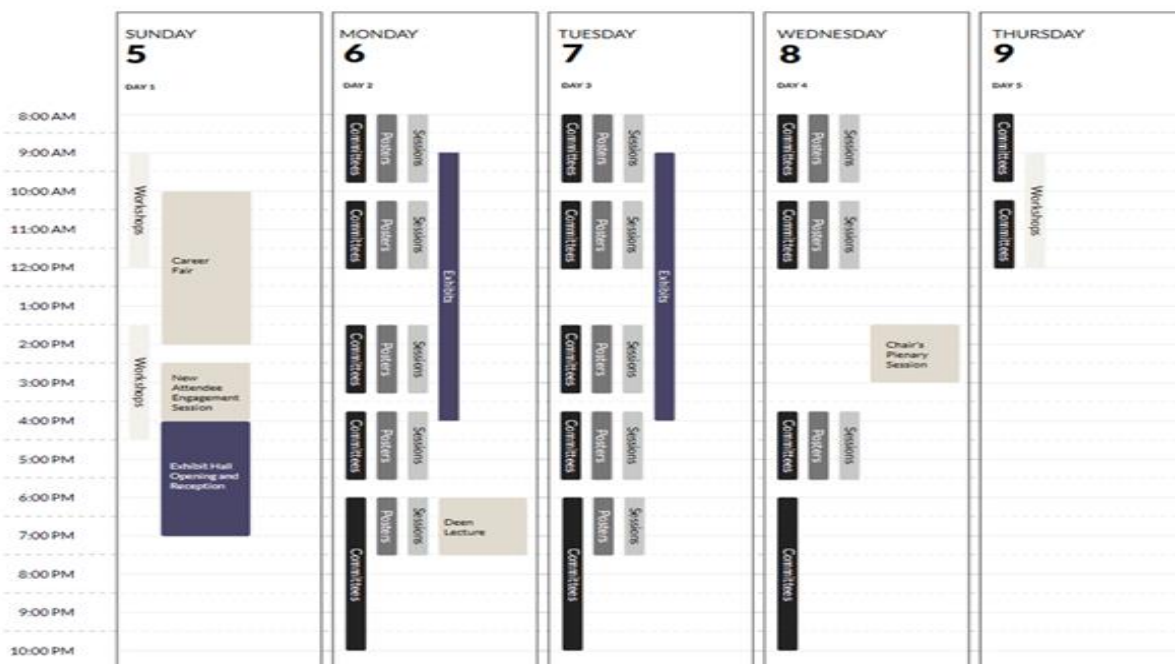 SUNDAY
5
DAY 1
MONDAY
6
DAY 2
TUESDAY
7
DAY 3
WEDNESDAY
8
DAY 4
THURSDAY
9
DAY 5
8:00 AM
9:00 AM
10:00 AM
11:00 AM
12:00 PM
1:00 PM
2:00 PM
3:00 PM
4:00 PM
5:00 PM
6:00 PM
7:00 PM
8:00 PM
9:00 PM
10:00 PM
Workshops
Career
Fair
Workshops
New
Attendee
Engagement
Session
Exhibit Hall
Opening and
Reception
Committees
Posters
Sessions
Committees
Posters
Sessions
Exhibits
Committees
Posters
Sessions
Committees
Posters
Sessions
Committees
Posters
Sessions
Deen
Lecture
Committees
Posters
Sessions
Committees
Posters
Sessions
Exhibits
Committees
Posters
Sessions
Committees
Posters
Sessions
Committees
Posters
Sessions
Committees
Posters
Sessions
Committees
Posters
Sessions
Chair's
Plenary
Session
Committees
Posters
Sessions
Committees
Committees
Workshops
Committees